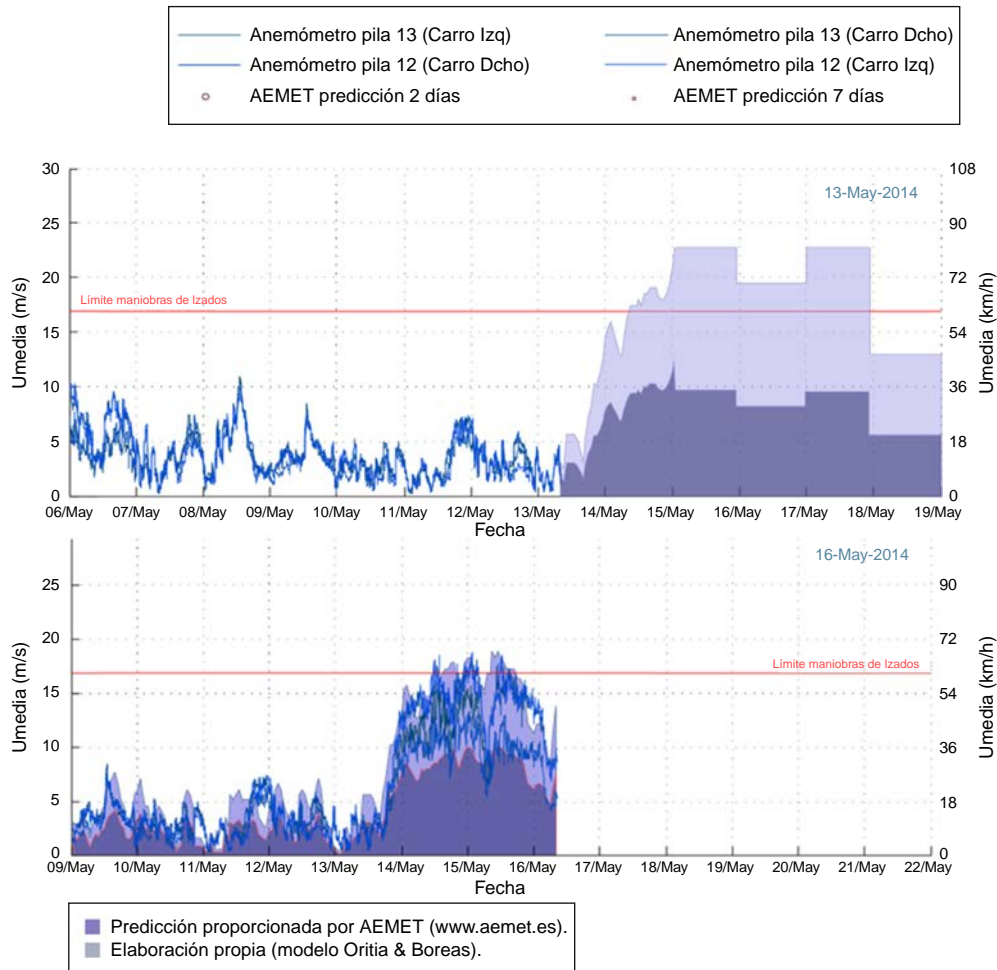 Anemómetro pila 13 (Carro Izq)
Anemómetro pila 13 (Carro Dcho)
Anemómetro pila 12 (Carro Dcho)
Anemómetro pila 12 (Carro Izq)
AEMET predicción 2 días
AEMET predicción 7 días
30
108
13-May-2014
25
90
20
72
Límite maniobras de Izados
15
54
10
36
5
18
0
0
Umedia (m/s)
Umedia (km/h)
06/May
07/May
08/May
09/May
10/May
11/May
12/May
13/May
14/May
15/May
16/May
17/May
18/May
19/May
Fecha
16-May-2014
25
90
20
72
Límite maniobras de Izados
15
54
10
36
5
18
0
0
Umedia (m/s)
Umedia (km/h)
09/May
10/May
11/May
12/May
13/May
14/May
15/May
16/May
17/May
18/May
19/May
20/May
21/May
22/May
Fecha
Predicción proporcionada por AEMET (www.aemet.es).
Elaboración propia (modelo Oritia & Boreas).